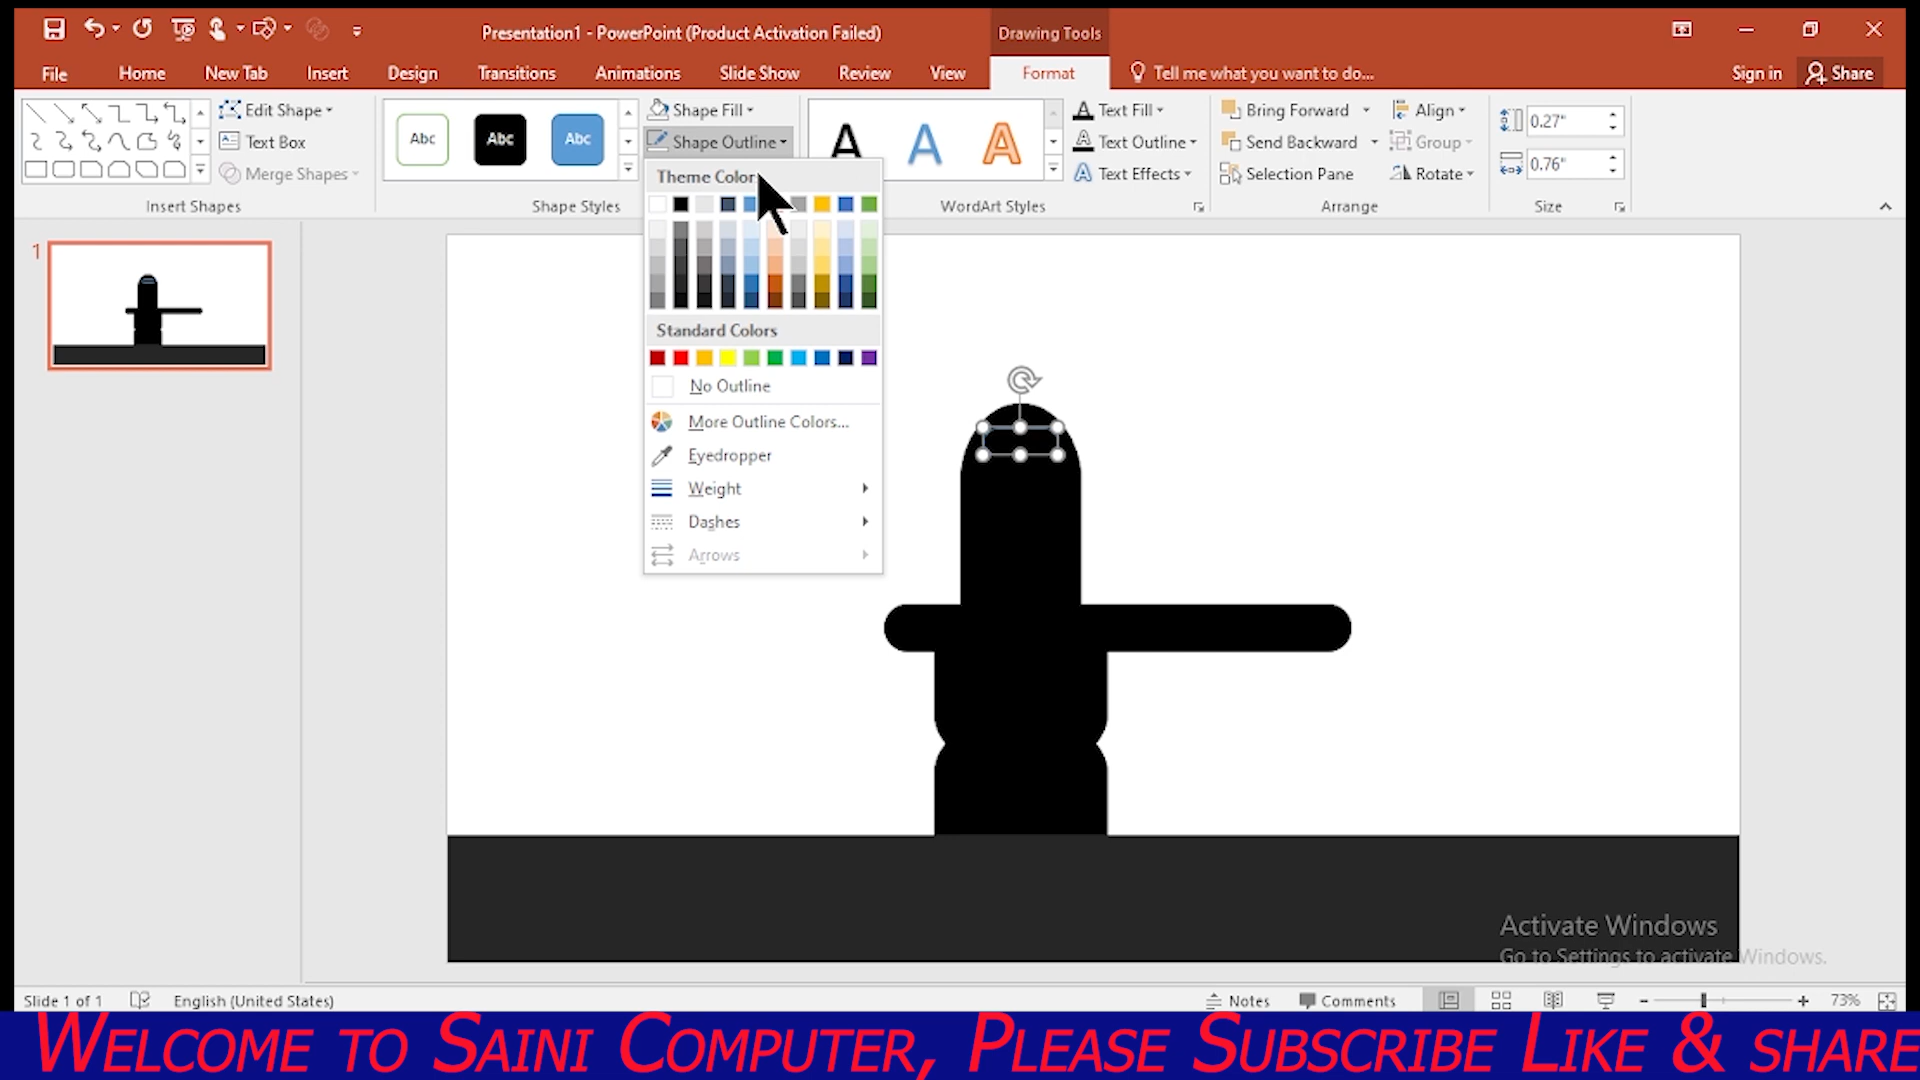 Presentation1 - PowerPoint (Product Activation Failed)
Drawing Tools
File Home New Tab Insert Design Transitions Animations Slide Show Review View Format Tell me what you want to do... Sign in Share
Edit Shape
Text Box
Merge Shapes
Insert Shapes
Abc Abc Abc
Shape Fill
Shape Outline
Shape Styles
A A A
Text Fill
Text Outline
Text Effects
WordArt Styles
Bring Forward
Send Backward
Selection Pane
Align
Group
Rotate
Arrange
0.27"
0.76"
Size
Theme Color
Standard Colors
No Outline
More Outline Colors...
Eyedropper
Weight
Dashes
Arrows
1
Activate Windows
Go to Settings to activate Windows.
Slide 1 of 1 English (United States) Notes Comments 73%
WELCOME TO SAINI COMPUTER, PLEASE SUBSCRIBE LIKE & SHARE